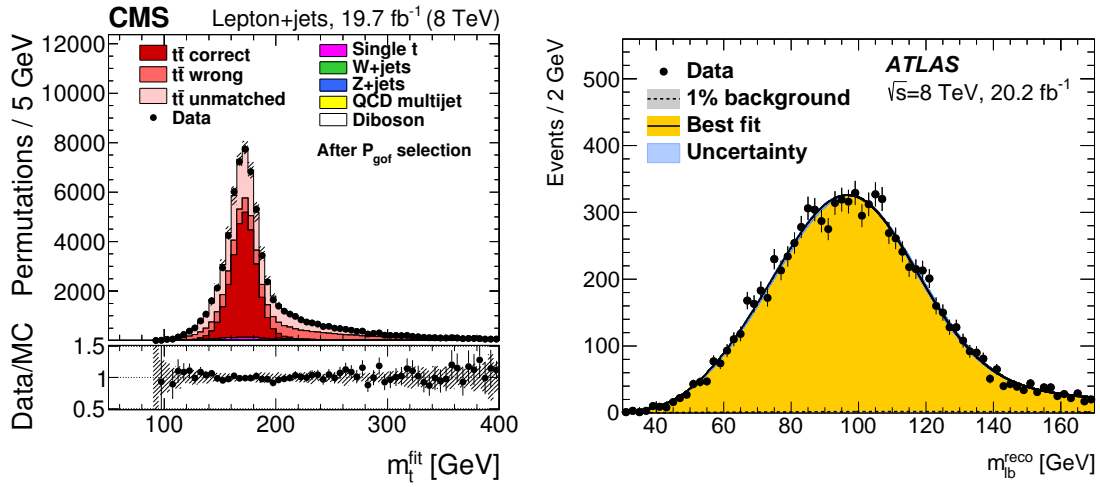 CMS Lepton+jets, 19.7 fb⁻¹ (8 TeV)
Permutations / 5 GeV
12000
10000
8000
6000
4000
2000
tt̄ correct
tt̄ wrong
tt̄ unmatched
Data
Single t
W+jets
Z+jets
QCD multijet
Diboson
After P_gof selection
Data/MC
1.5
1
0.5
100 200 300 400
m_t^fit [GeV]
Events / 2 GeV
500
400
300
200
100
0
Data
1% background
Best fit
Uncertainty
ATLAS
√s=8 TeV, 20.2 fb⁻¹
40 60 80 100 120 140 160
m_lb^reco [GeV]